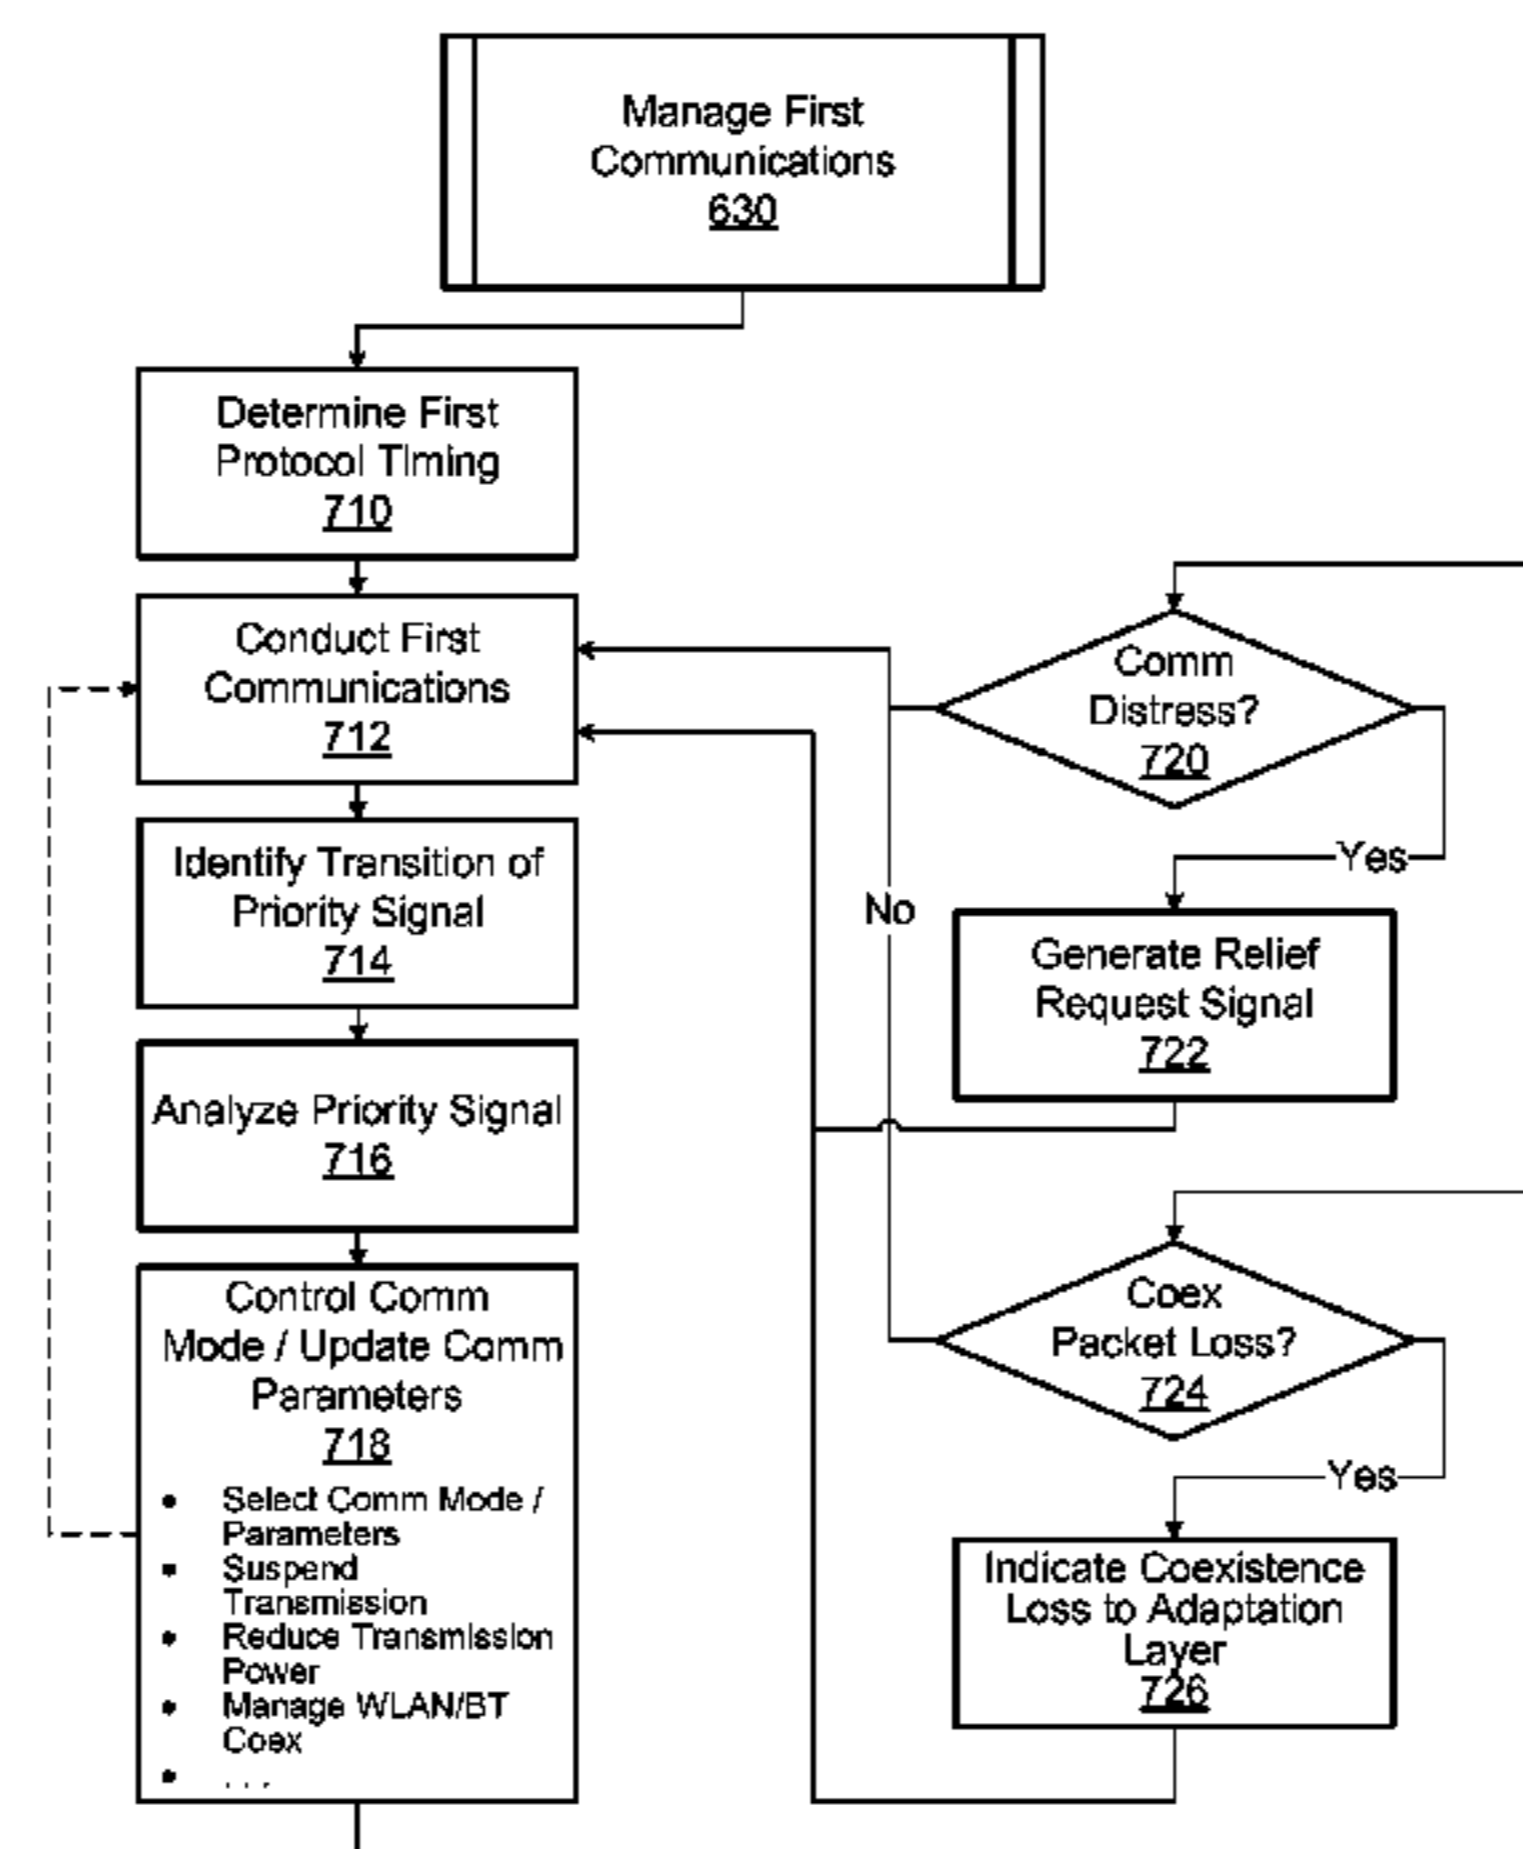 Manage First
Communications
630
Determine First
Protocol Timing
710
Conduct First
Communications
712
Identify Transition of
Priority Signal
714
Analyze Priority Signal
716
Control Comm
Mode / Update Comm
Parameters
718
• Select Comm Mode /
Parameters
• Suspend
Transmission
• Reduce Transmission
Power
• Manage WLAN/BT
Coex
• . . .
Comm
Distress?
720
Yes
No
Generate Relief
Request Signal
722
Coex
Packet Loss?
724
Yes
Indicate Coexistence
Loss to Adaptation
Layer
726